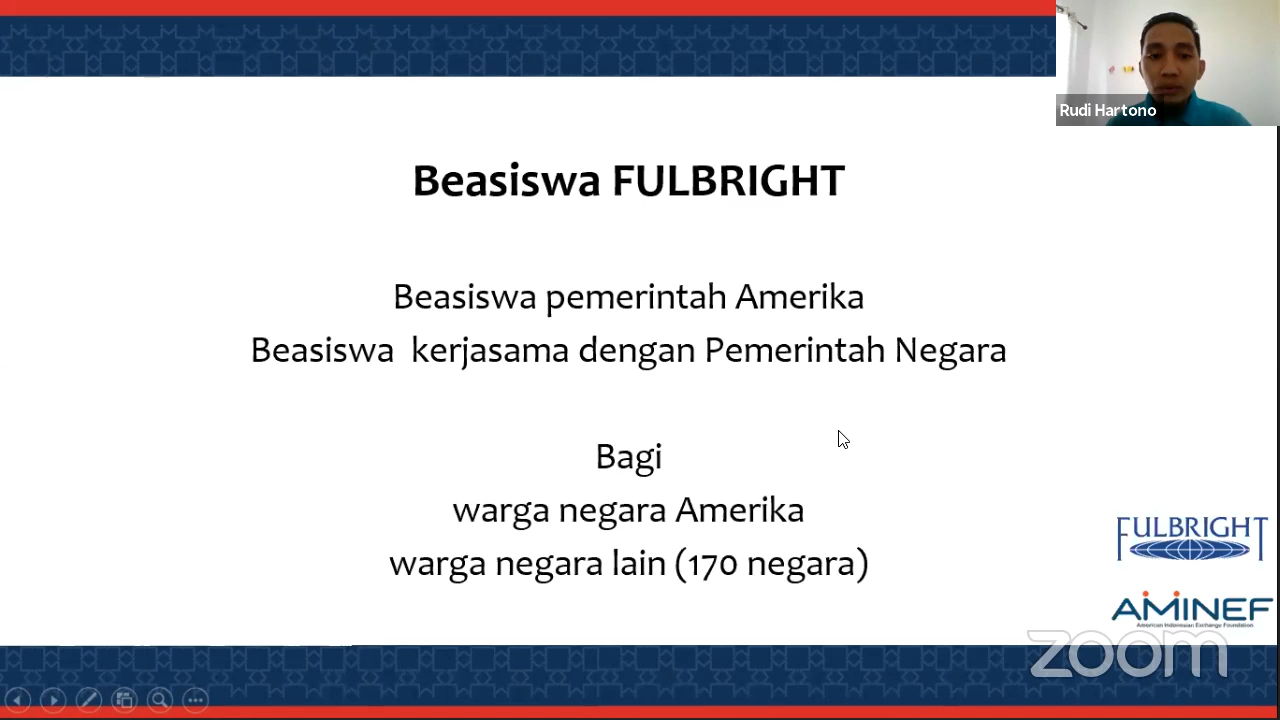 Rudi Hartono
Beasiswa FULBRIGHT
Beasiswa pemerintah Amerika
Beasiswa kerjasama dengan Pemerintah Negara
Bagi
warga negara Amerika
warga negara lain (170 negara)
FULBRIGHT
AMINEF
American Indonesian Exchange Foundation
zoom